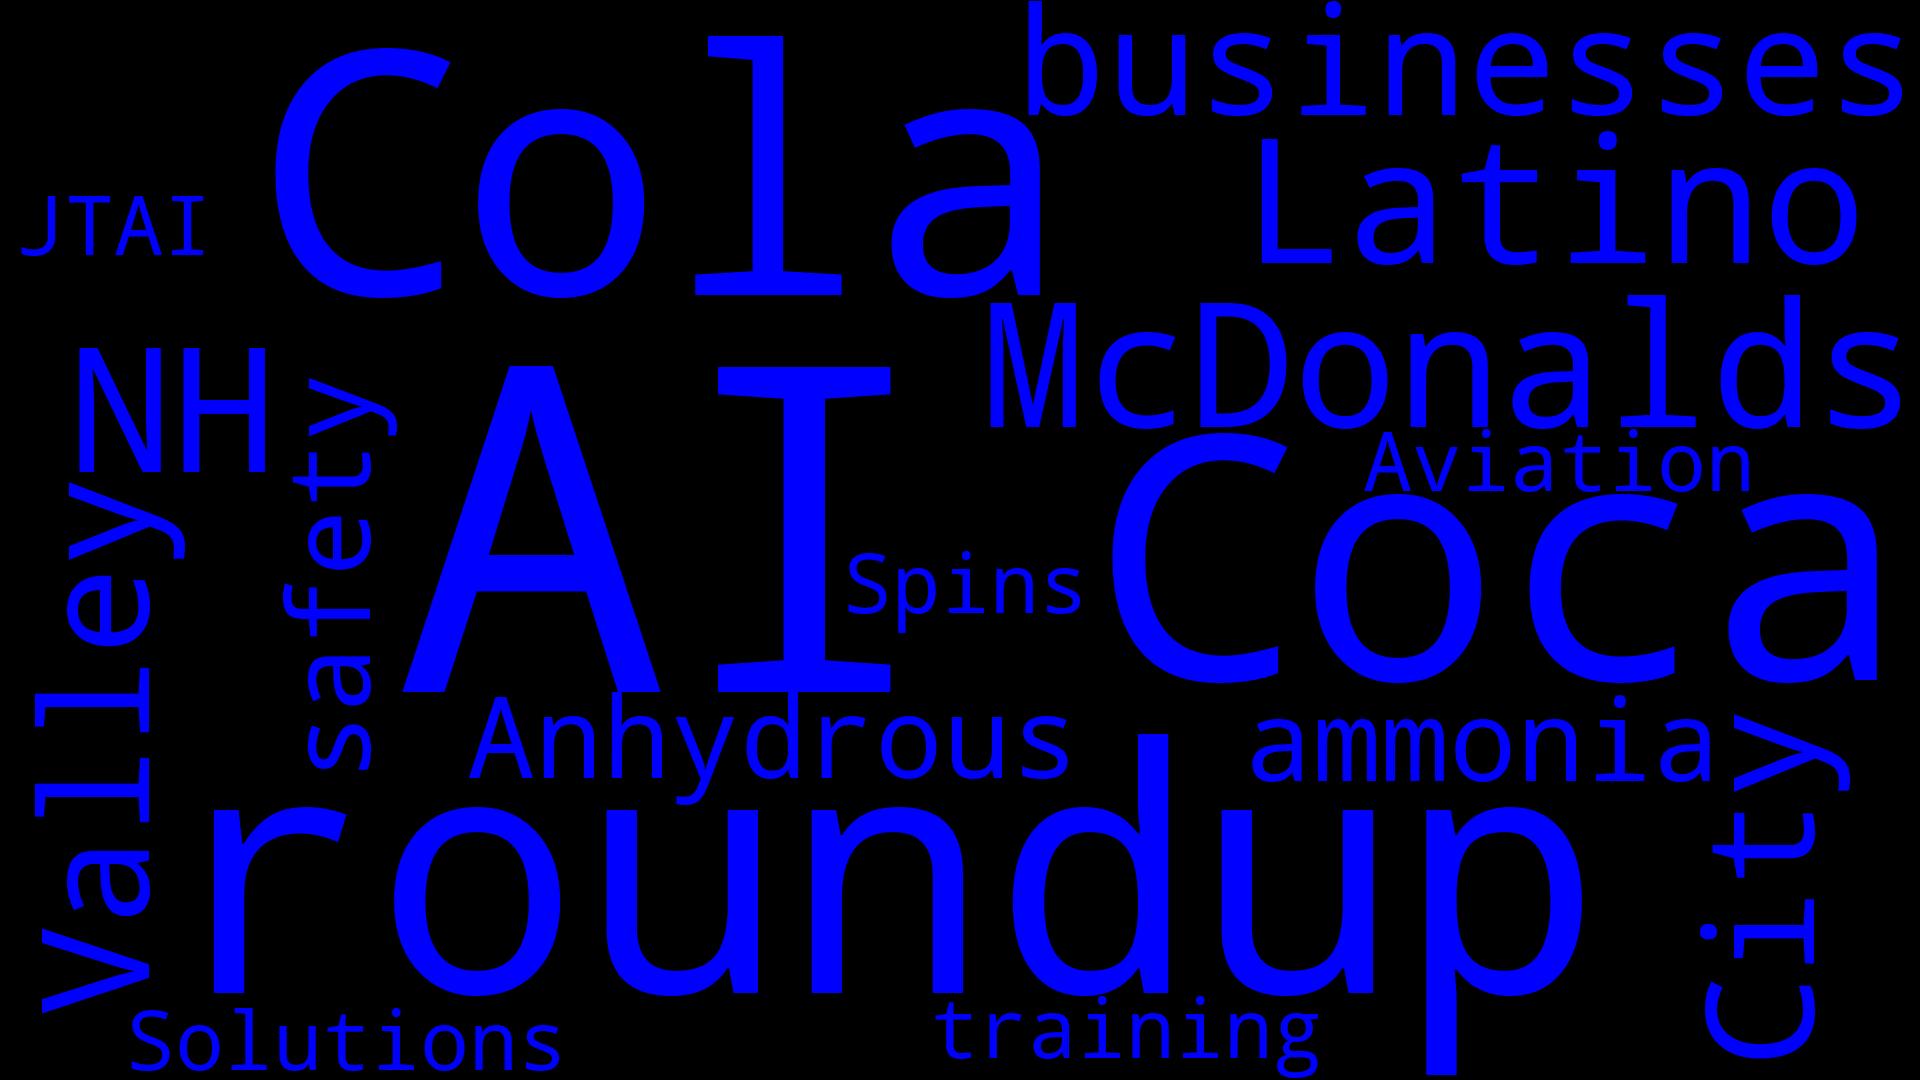 businesses
Cola
Latino
JTAI
McDonalds
NH
safety
AI
Aviation
Coca
Spins
Valley
Anhydrous
ammonia
City
roundup
Solutions
training